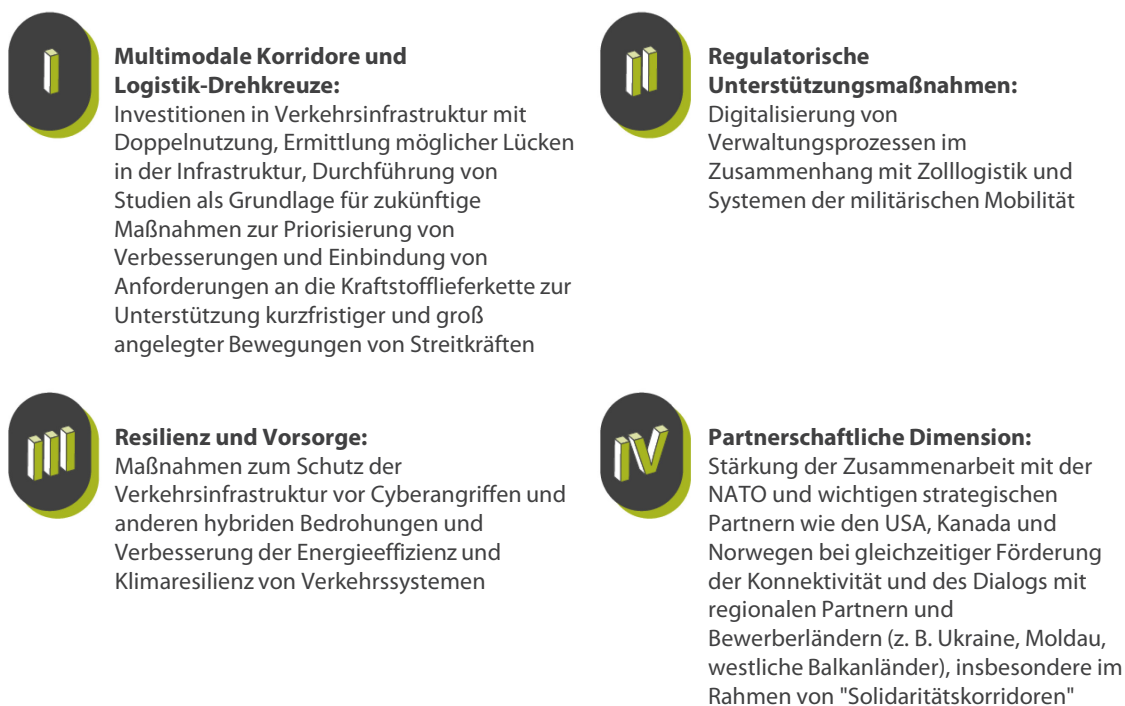 I
Multimodale Korridore und
Logistik-Drehkreuze:
Investitionen in Verkehrsinfrastruktur mit
Doppelnutzung, Ermittlung möglicher Lücken
in der Infrastruktur, Durchführung von
Studien als Grundlage für zukünftige
Maßnahmen zur Priorisierung von
Verbesserungen und Einbindung von
Anforderungen an die Kraftstofflieferkette zur
Unterstützung kurzfristiger und groß
angelegter Bewegungen von Streitkräften
II
Regulatorische
Unterstützungsmaßnahmen:
Digitalisierung von
Verwaltungsprozessen im
Zusammenhang mit Zolllogistik und
Systemen der militärischen Mobilität
III
Resilienz und Vorsorge:
Maßnahmen zum Schutz der
Verkehrsinfrastruktur vor Cyberangriffen und
anderen hybriden Bedrohungen und
Verbesserung der Energieeffizienz und
Klimaresilienz von Verkehrssystemen
IV
Partnerschaftliche Dimension:
Stärkung der Zusammenarbeit mit der
NATO und wichtigen strategischen
Partnern wie den USA, Kanada und
Norwegen bei gleichzeitiger Förderung
der Konnektivität und des Dialogs mit
regionalen Partnern und
Bewerberländern (z. B. Ukraine, Moldau,
westliche Balkanländer), insbesondere im
Rahmen von "Solidaritätskorridoren"